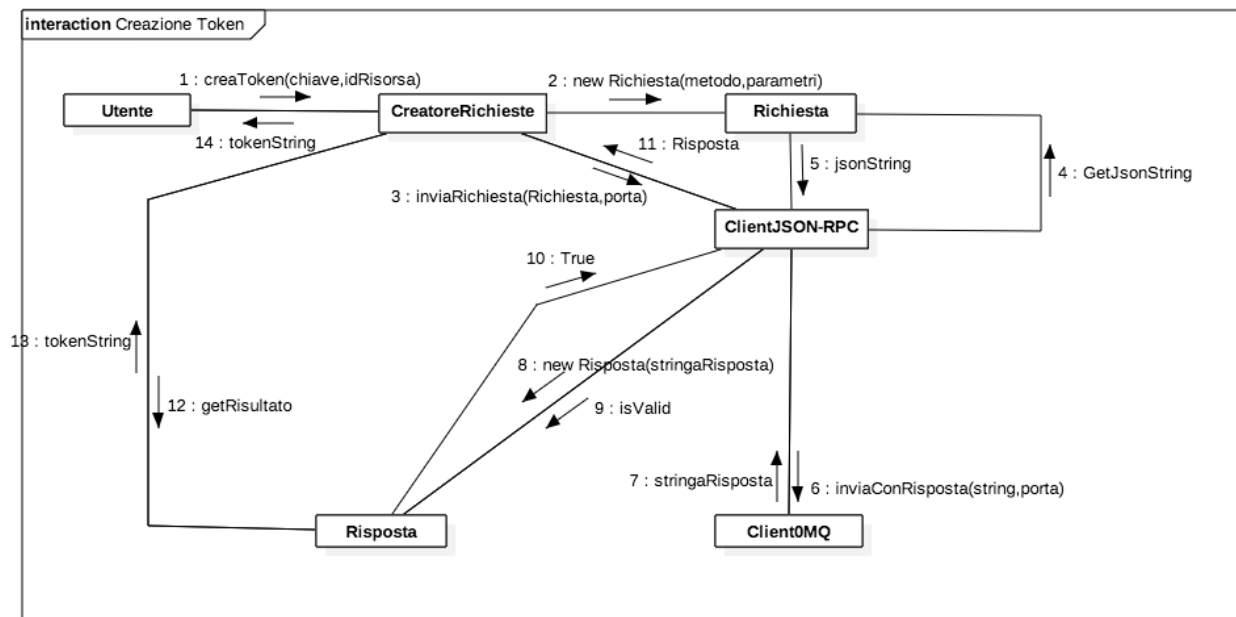 interaction Creazione Token
1 : creaToken(chiave,idRisorsa)
2 : new Richiesta(metodo,parametri)
Utente
CreatoreRichieste
Richiesta
14 : tokenString
11 : Risposta
5 : jsonString
4 : GetJsonString
3 : inviaRichiesta(Richiesta,porta)
ClientJSON-RPC
10 : True
13 : tokenString
8 : new Risposta(stringaRisposta)
12 : getRisultato
9 : isValid
7 : stringaRisposta
6 : inviaConRisposta(string,porta)
Risposta
Client0MQ